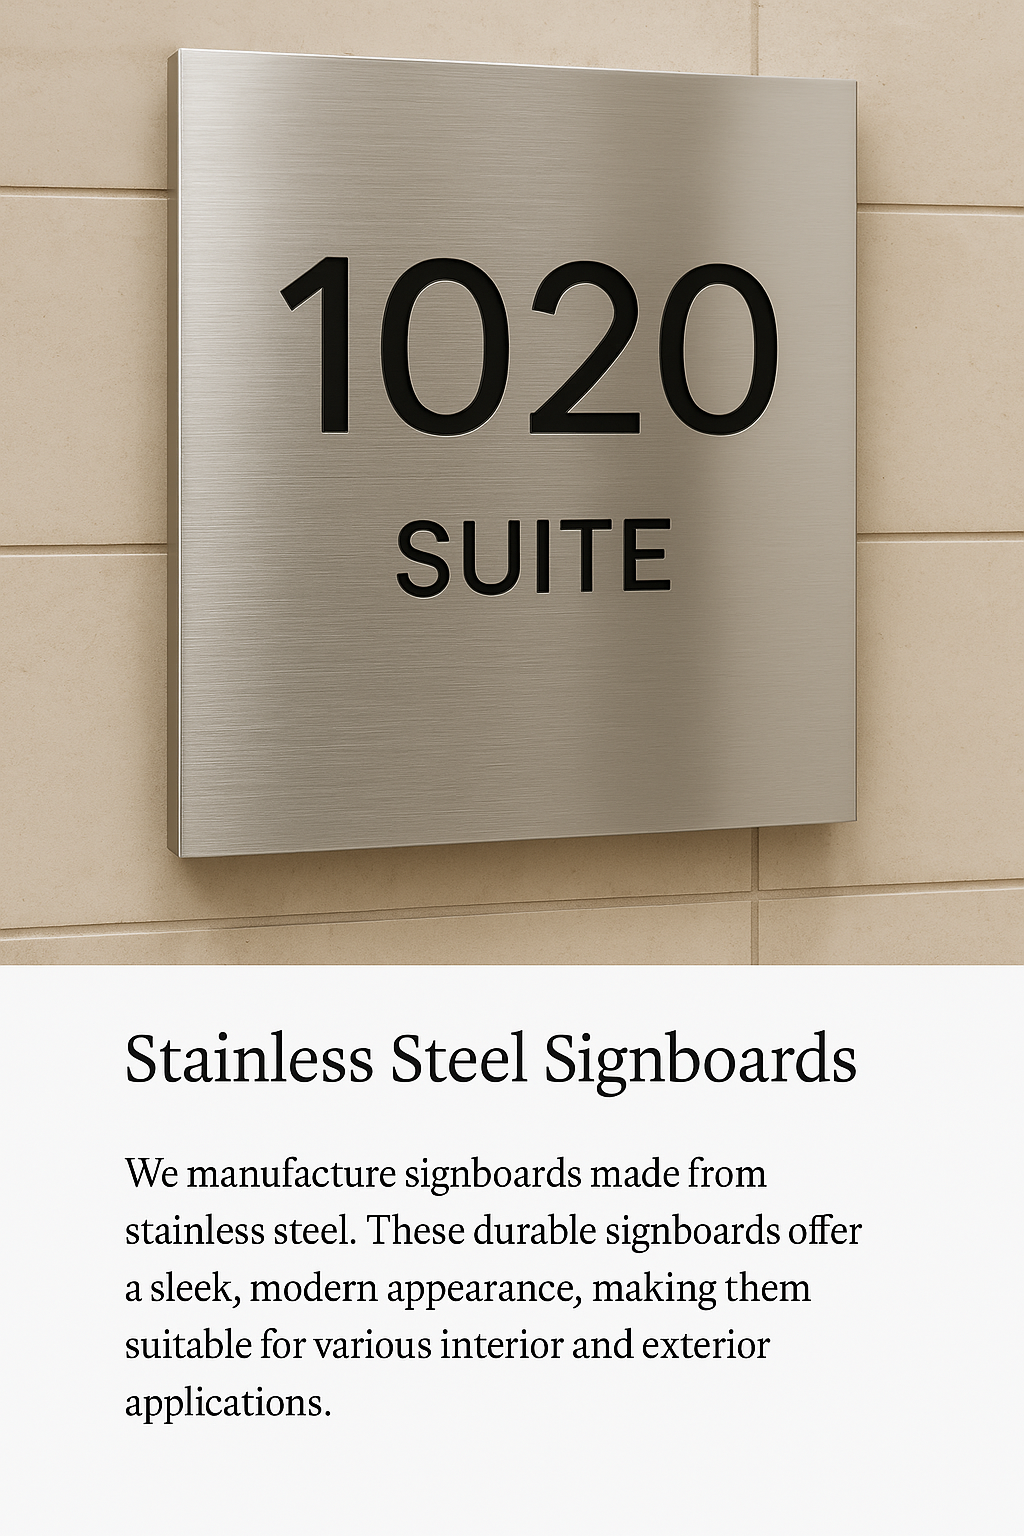 1020
SUITE
Stainless Steel Signboards
We manufacture signboards made from
stainless steel. These durable signboards offer
a sleek, modern appearance, making them
suitable for various interior and exterior
applications.